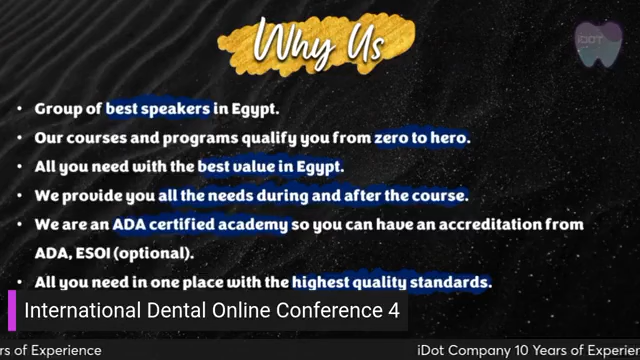 Why Us
iDOT
• Group of best speakers in Egypt.
• Our courses and programs qualify you from zero to hero.
• All you need with the best value in Egypt.
• We provide you all the needs during and after the course.
• We are an ADA certified academy so you can have an accreditation from
ADA, ESOI (optional).
• All you need in one place with the highest quality standards.
International Dental Online Conference 4
rs of Experience
iDot Company 10 Years of Experien